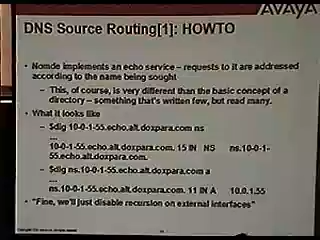 AVAYA
DNS Source Routing[1]: HOWTO
• Nomde implements an echo service – requests to it are addressed
according to the name being sought
– This, of course, is very different than the basic concept of a
directory – something that's written few, but read many.
• What it looks like
– $dig 10-0-1-55.echo.alt.doxpara.com ns
...
10-0-1-55.echo.alt.doxpara.com. 15 IN NS ns.10-0-1-
55.echo.alt.doxpara.com.
– $dig ns.10-0-1-55.echo.alt.doxpara.com a
...
ns.10-0-1-55.echo.alt.doxpara.com. 11 IN A 10.0.1.55
• "Fine, we'll just disable recursion on external interfaces"